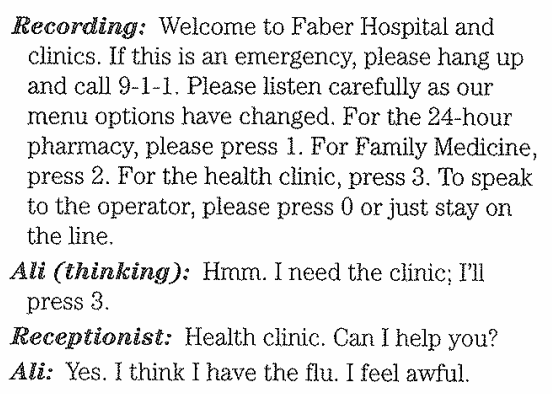 Recording: Welcome to Faber Hospital and
clinics. If this is an emergency, please hang up
and call 9-1-1. Please listen carefully as our
menu options have changed. For the 24-hour
pharmacy, please press 1. For Family Medicine,
press 2. For the health clinic, press 3. To speak
to the operator, please press 0 or just stay on
the line.
Ali (thinking): Hmm. I need the clinic; I'll
press 3.
Receptionist: Health clinic. Can I help you?
Ali: Yes. I think I have the flu. I feel awful.